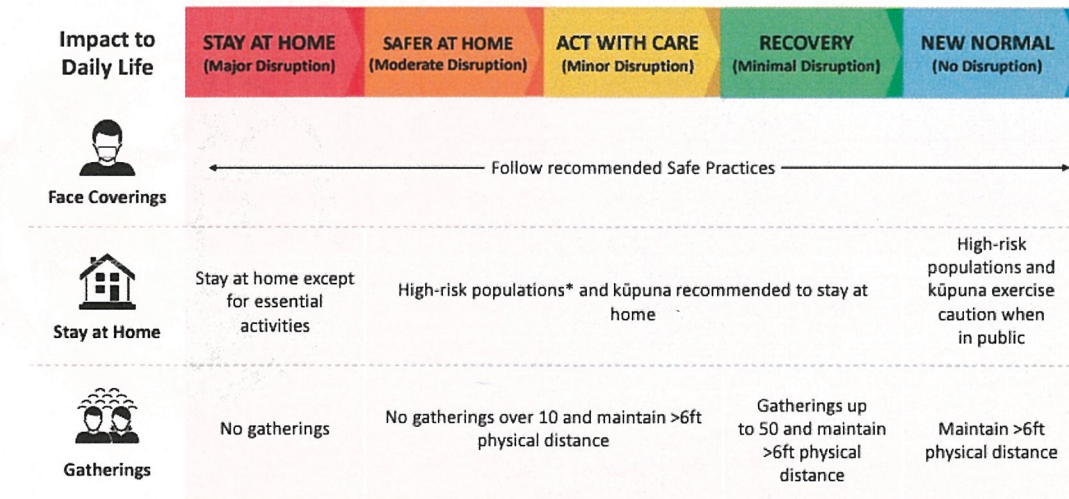 Impact to
Daily Life
STAY AT HOME
(Major Disruption)
SAFER AT HOME
(Moderate Disruption)
ACT WITH CARE
(Minor Disruption)
RECOVERY
(Minimal Disruption)
NEW NORMAL
(No Disruption)
Face Coverings
Follow recommended Safe Practices
Stay at Home
Stay at home except
for essential
activities
High-risk populations* and kūpuna recommended to stay at
home
High-risk
populations and
kūpuna exercise
caution when
in public
Gatherings
No gatherings
No gatherings over 10 and maintain >6ft
physical distance
Gatherings up
to 50 and maintain
>6ft physical
distance
Maintain >6ft
physical distance